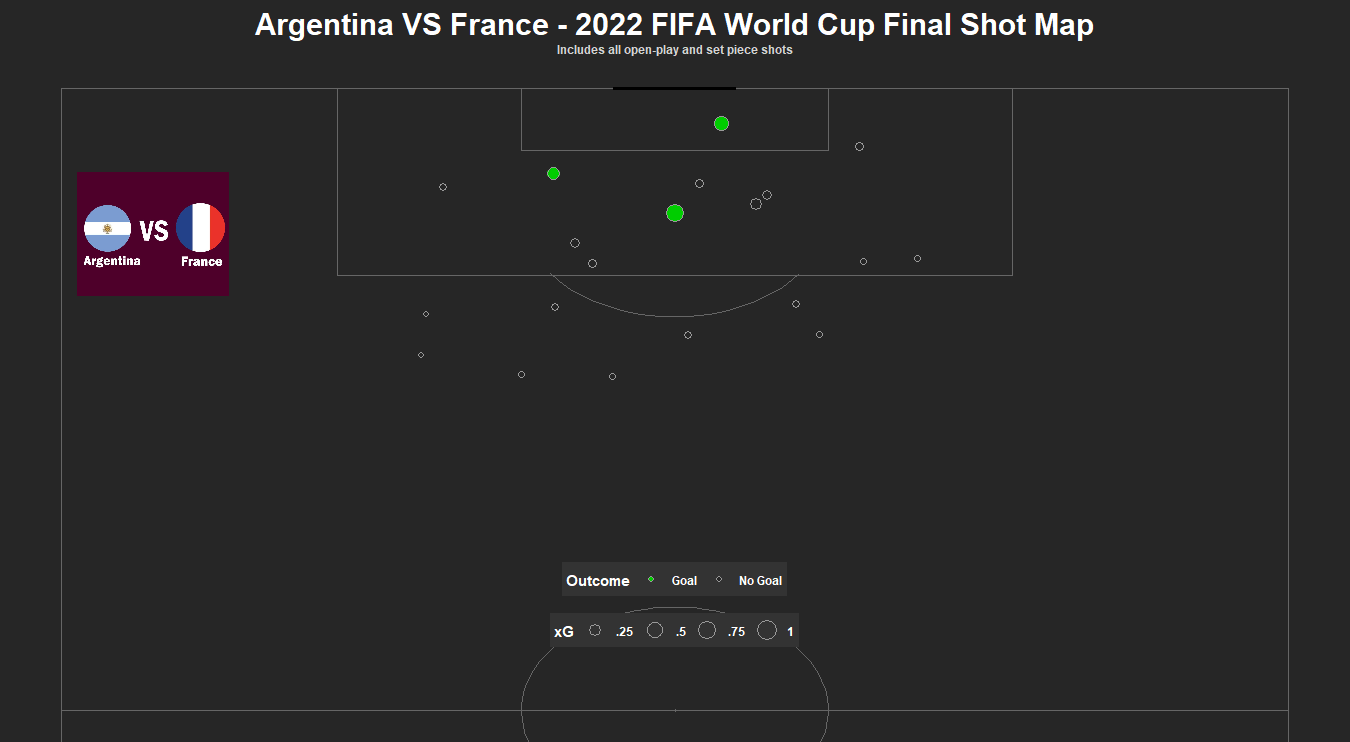 Argentina VS France - 2022 FIFA World Cup Final Shot Map
Includes all open-play and set piece shots
VS
Argentina France
Outcome Goal No Goal
xG .25 .5 .75 1